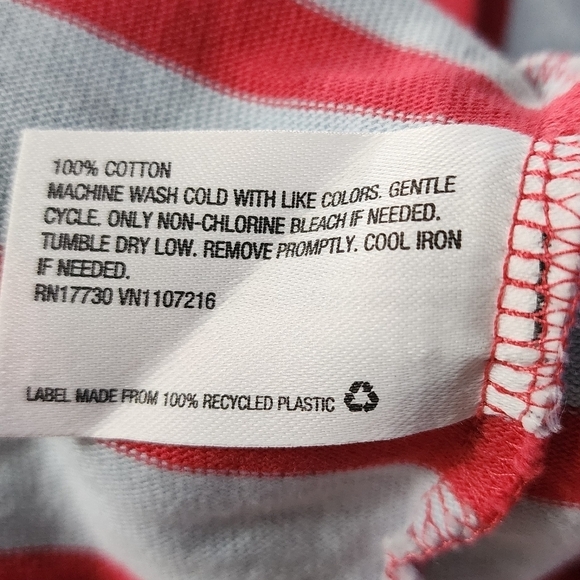 100% COTTON
MACHINE WASH COLD WITH LIKE COLORS. GENTLE
CYCLE. ONLY NON-CHLORINE BLEACH IF NEEDED.
TUMBLE DRY LOW. REMOVE PROMPTLY. COOL IRON
IF NEEDED.
RN17730 VN1107216
LABEL MADE FROM 100% RECYCLED PLASTIC